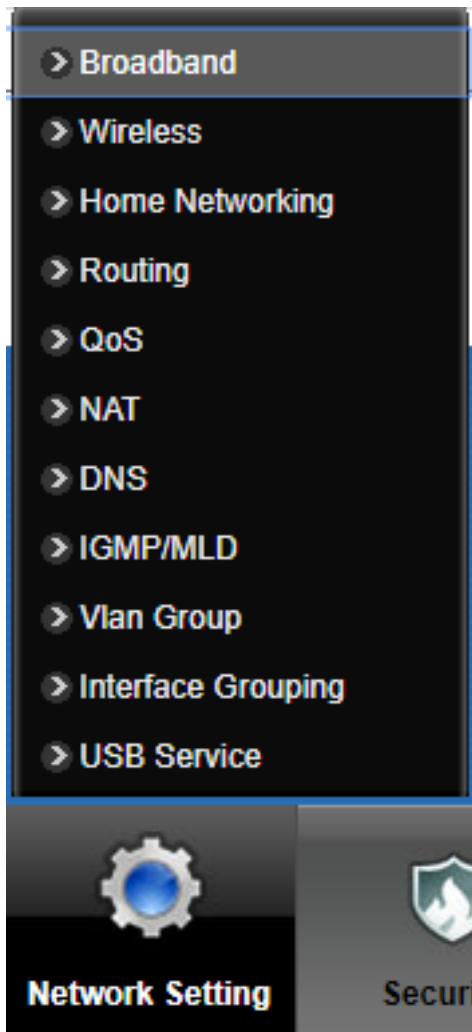 Broadband
Wireless
Home Networking
Routing
QoS
NAT
DNS
IGMP/MLD
Vlan Group
Interface Grouping
USB Service
Network Setting